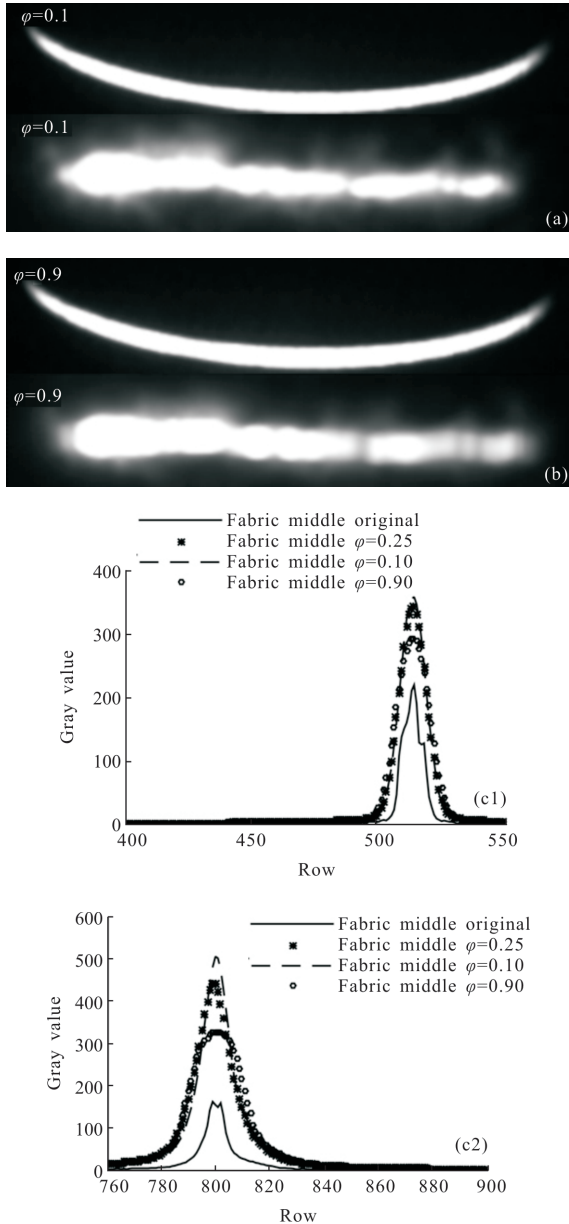 φ=0.1
φ=0.1
(a)
φ=0.9
φ=0.9
(b)
Fabric middle original
Fabric middle φ=0.25
Fabric middle φ=0.10
Fabric middle φ=0.90
400
300
200
100
0
Gray value
(c1)
400 450 500 550
Row
Fabric middle original
Fabric middle φ=0.25
Fabric middle φ=0.10
Fabric middle φ=0.90
600
500
400
300
200
100
0
Gray value
(c2)
760 780 800 820 840 860 880 900
Row